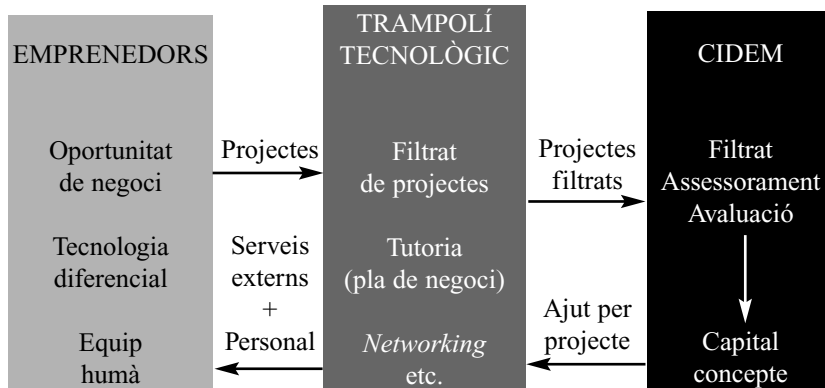 EMPRENEDORS
Oportunitat
de negoci
Tecnologia
diferencial
Equip
humà
Projectes
Serveis
externs
+
Personal
TRAMPOLÍ
TECNOLÒGIC
Filtrat
de projectes
Tutoria
(pla de negoci)
Networking
etc.
Projectes
filtrats
Ajut per
projecte
CIDEM
Filtrat
Assessorament
Avaluació
Capital
concepte